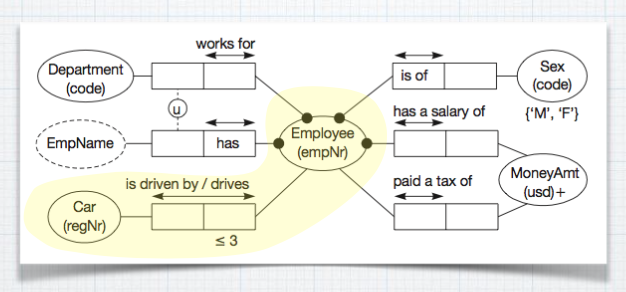 works for
Department
(code)
is of
Sex
(code)
{'M', 'F'}
u
EmpName
has
Employee
(empNr)
has a salary of
MoneyAmt
(usd)+
is driven by / drives
paid a tax of
Car
(regNr)
≤ 3